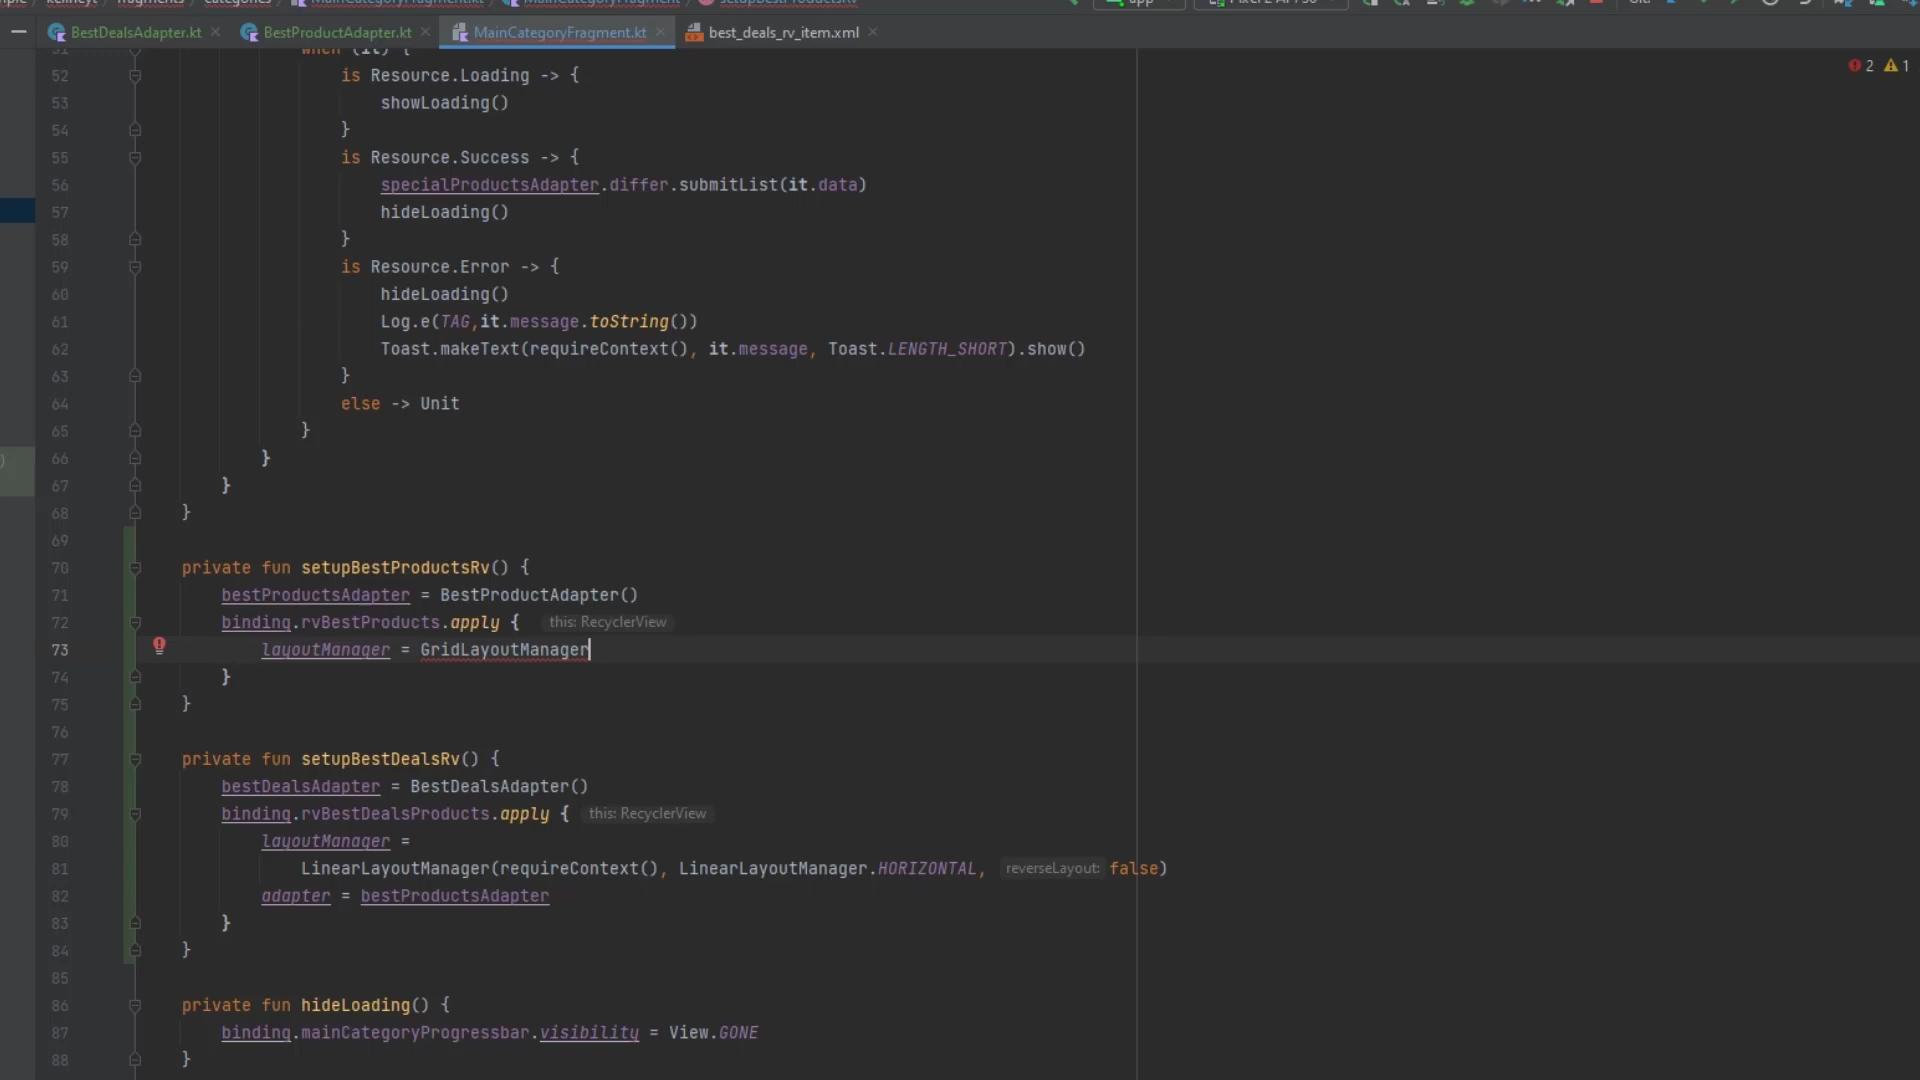 BestDealsAdapter.kt
BestProductAdapter.kt
MainCategoryFragment.kt
best_deals_rv_item.xml
2 1
52 is Resource.Loading -> {
53 showLoading()
54 }
55 is Resource.Success -> {
56 specialProductsAdapter.differ.submitList(it.data)
57 hideLoading()
58 }
59 is Resource.Error -> {
60 hideLoading()
61 Log.e(TAG,it.message.toString())
62 Toast.makeText(requireContext(), it.message, Toast.LENGTH_SHORT).show()
63 }
64 else -> Unit
65 }
66 }
67 }
68 }
69
70 private fun setupBestProductsRv() {
71 bestProductsAdapter = BestProductAdapter()
72 binding.rvBestProducts.apply { this: RecyclerView
73 layoutManager = GridLayoutManager
74 }
75 }
76
77 private fun setupBestDealsRv() {
78 bestDealsAdapter = BestDealsAdapter()
79 binding.rvBestDealsProducts.apply { this: RecyclerView
80 layoutManager =
81 LinearLayoutManager(requireContext(), LinearLayoutManager.HORIZONTAL, reverseLayout: false)
82 adapter = bestProductsAdapter
83 }
84 }
85
86 private fun hideLoading() {
87 binding.mainCategoryProgressbar.visibility = View.GONE
88 }